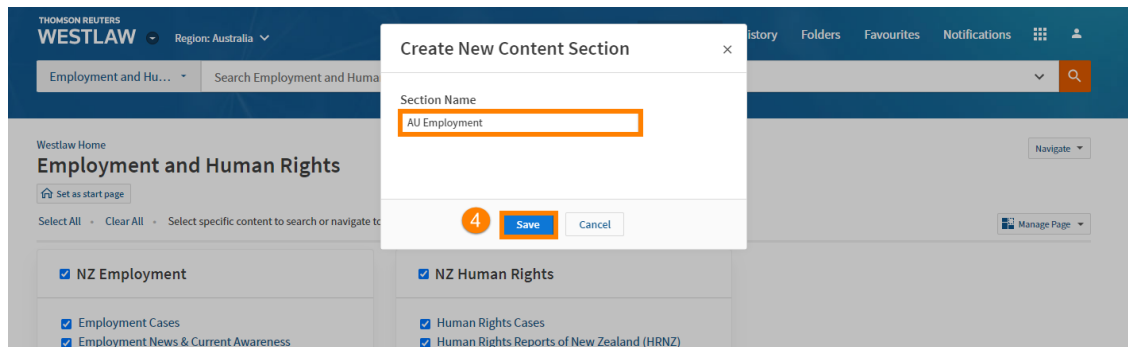 THOMSON REUTERS
WESTLAW
Region: Australia
istory Folders Favourites Notifications
Employment and Hu...
Search Employment and Huma
Create New Content Section
×
Section Name
AU Employment
4
Save
Cancel
Westlaw Home
Employment and Human Rights
Navigate
Set as start page
Select All • Clear All • Select specific content to search or navigate to
Manage Page
NZ Employment
Employment Cases
Employment News & Current Awareness
NZ Human Rights
Human Rights Cases
Human Rights Reports of New Zealand (HRNZ)